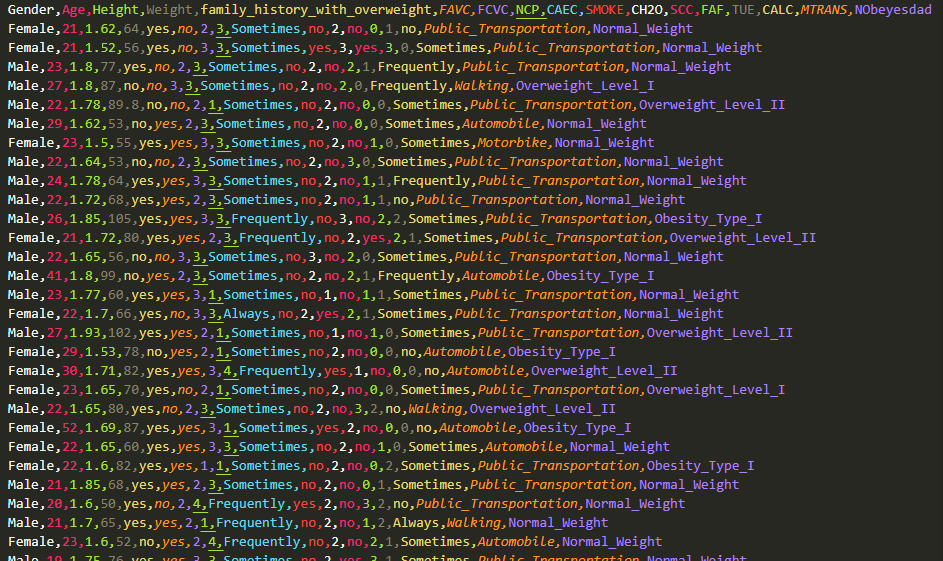 Gender,Age,Height,Weight,family_history_with_overweight,FAVC,FCVC,NCP,CAEC,SMOKE,CH2O,SCC,FAF,TUE,CALC,MTRANS,NObeyesdad
Female,21,1.62,64,yes,no,2,3,Sometimes,no,2,no,0,1,no,Public_Transportation,Normal_Weight
Female,21,1.52,56,yes,no,3,3,Sometimes,yes,3,yes,3,0,Sometimes,Public_Transportation,Normal_Weight
Male,23,1.8,77,yes,no,2,3,Sometimes,no,2,no,2,1,Frequently,Public_Transportation,Normal_Weight
Male,27,1.8,87,no,no,3,3,Sometimes,no,2,no,2,0,Frequently,Walking,Overweight_Level_I
Male,22,1.78,89.8,no,no,2,1,Sometimes,no,2,no,0,0,Sometimes,Public_Transportation,Overweight_Level_II
Male,29,1.62,53,no,yes,2,3,Sometimes,no,2,no,0,0,Sometimes,Automobile,Normal_Weight
Female,23,1.5,55,yes,yes,3,3,Sometimes,no,2,no,1,0,Sometimes,Motorbike,Normal_Weight
Male,22,1.64,53,no,no,2,3,Sometimes,no,2,no,3,0,Sometimes,Public_Transportation,Normal_Weight
Male,24,1.78,64,yes,yes,3,3,Sometimes,no,2,no,1,1,Frequently,Public_Transportation,Normal_Weight
Male,22,1.72,68,yes,yes,2,3,Sometimes,no,2,no,1,1,no,Public_Transportation,Normal_Weight
Male,26,1.85,105,yes,yes,3,3,Frequently,no,3,no,2,2,Sometimes,Public_Transportation,Obesity_Type_I
Female,21,1.72,80,yes,yes,2,3,Frequently,no,2,yes,2,1,Sometimes,Public_Transportation,Overweight_Level_II
Male,22,1.65,56,no,no,3,3,Sometimes,no,3,no,2,0,Sometimes,Public_Transportation,Normal_Weight
Male,41,1.8,99,no,yes,2,3,Sometimes,no,2,no,2,1,Frequently,Automobile,Obesity_Type_I
Male,23,1.77,60,yes,yes,3,1,Sometimes,no,1,no,1,1,Sometimes,Public_Transportation,Normal_Weight
Female,22,1.7,66,yes,no,3,3,Always,no,2,yes,2,1,Sometimes,Public_Transportation,Normal_Weight
Male,27,1.93,102,yes,yes,2,1,Sometimes,no,1,no,1,0,Sometimes,Public_Transportation,Overweight_Level_II
Female,29,1.53,78,no,yes,2,1,Sometimes,no,2,no,0,0,no,Automobile,Obesity_Type_I
Female,30,1.71,82,yes,yes,3,4,Frequently,yes,1,no,0,0,no,Automobile,Overweight_Level_II
Female,23,1.65,70,yes,no,2,1,Sometimes,no,2,no,0,0,Sometimes,Public_Transportation,Overweight_Level_I
Male,22,1.65,80,yes,no,2,3,Sometimes,no,2,no,3,2,no,Walking,Overweight_Level_II
Female,52,1.69,87,yes,yes,3,1,Sometimes,yes,2,no,0,0,no,Automobile,Obesity_Type_I
Female,22,1.65,60,yes,yes,3,3,Sometimes,no,2,no,1,0,Sometimes,Automobile,Normal_Weight
Female,22,1.6,82,yes,yes,1,1,Sometimes,no,2,no,0,2,Sometimes,Public_Transportation,Obesity_Type_I
Male,21,1.85,68,yes,yes,2,3,Sometimes,no,2,no,0,1,Sometimes,Public_Transportation,Normal_Weight
Male,20,1.6,50,yes,no,2,4,Frequently,yes,2,no,3,2,no,Public_Transportation,Normal_Weight
Male,21,1.7,65,yes,yes,2,1,Frequently,no,2,no,1,2,Always,Walking,Normal_Weight
Female,23,1.6,52,no,yes,2,4,Frequently,no,2,no,2,1,Sometimes,Automobile,Normal_Weight
Male,19,1.75,76,yes,yes,3,3,Sometimes,no,2,yes,3,1,Sometimes,Public_Transportation,Normal_Weight